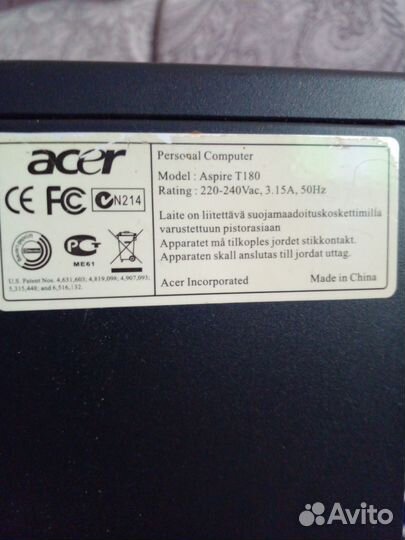 acer
CE FC N214
ME61
U.S. Patent Nos. 4,631,603; 4,819,098; 4,907,093;
5,315,448; and 6,516,132.
Personal Computer
Model : Aspire T180
Rating : 220-240Vac, 3.15A, 50Hz
Laite on liitettävä suojamaadoituskoskettimilla
varustettuun pistorasiaan
Apparatet må tilkoples jordet stikkontakt.
Apparaten skall anslutas till jordat uttag.
Acer Incorporated
Made in China
Avito